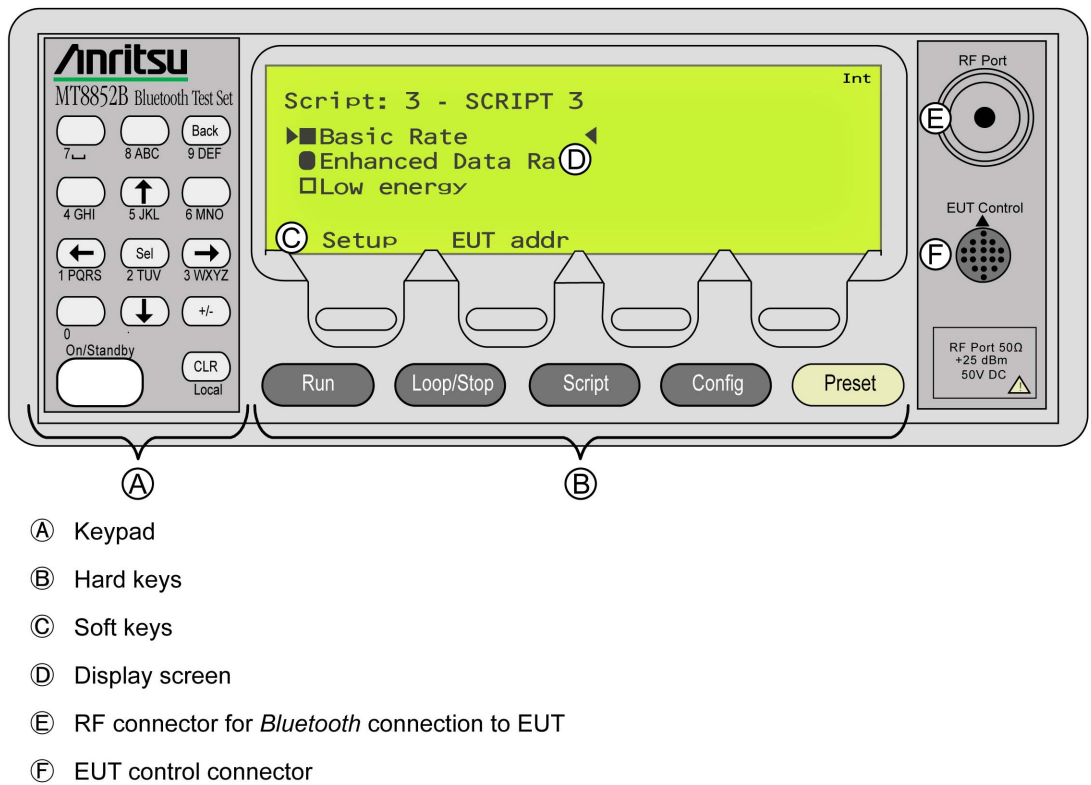 Anritsu
MT8852B Bluetooth Test Set
Back
7⎵ 8 ABC 9 DEF
4 GHI 5 JKL 6 MNO
Sel
1 PQRS 2 TUV 3 WXYZ
+/-
0 .
On/Standby
CLR
Local
Int
Script: 3 - SCRIPT 3
Basic Rate
Enhanced Data Ra
Low energy
Setup EUT addr
Run Loop/Stop Script Config Preset
RF Port
EUT Control
RF Port 50Ω
+25 dBm
50V DC
Ⓐ Ⓑ Ⓒ Ⓓ Ⓔ Ⓕ
Ⓐ Keypad
Ⓑ Hard keys
Ⓒ Soft keys
Ⓓ Display screen
Ⓔ RF connector for Bluetooth connection to EUT
Ⓕ EUT control connector